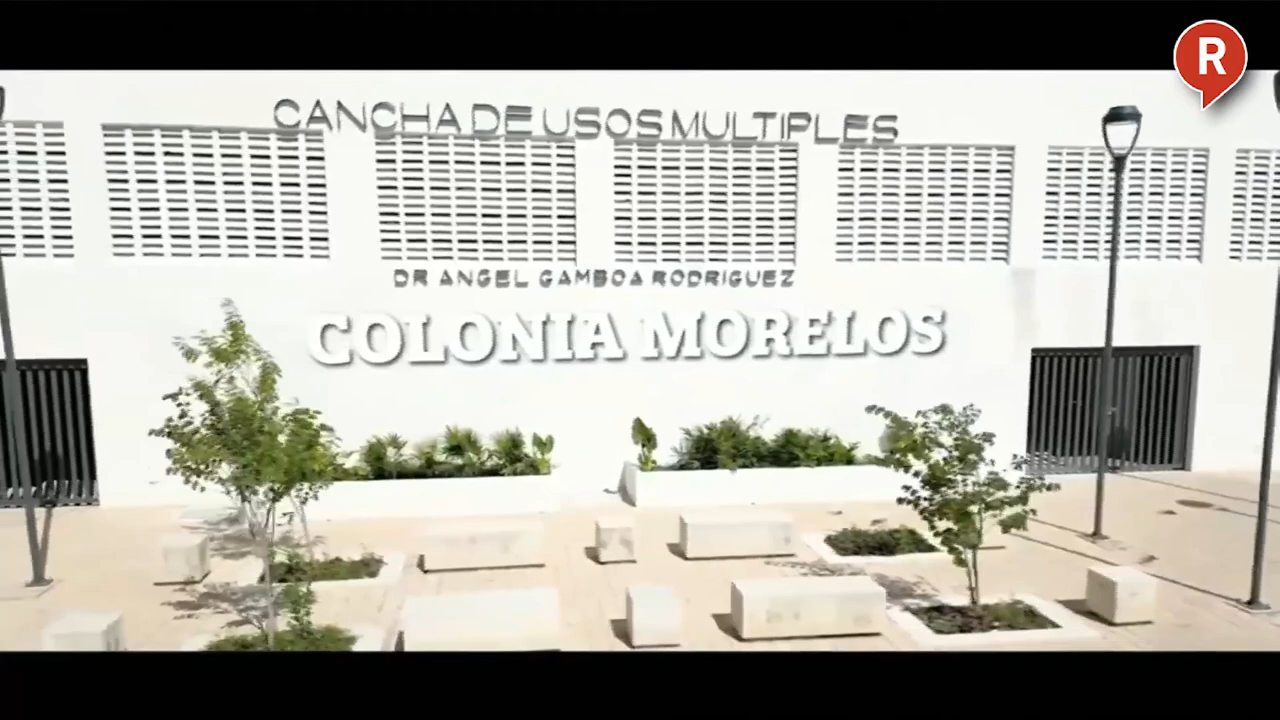 R
CANCHA DE USOS MULTIPLES
DR ANGEL GAMBOA RODRIGUEZ
COLONIA MORELOS